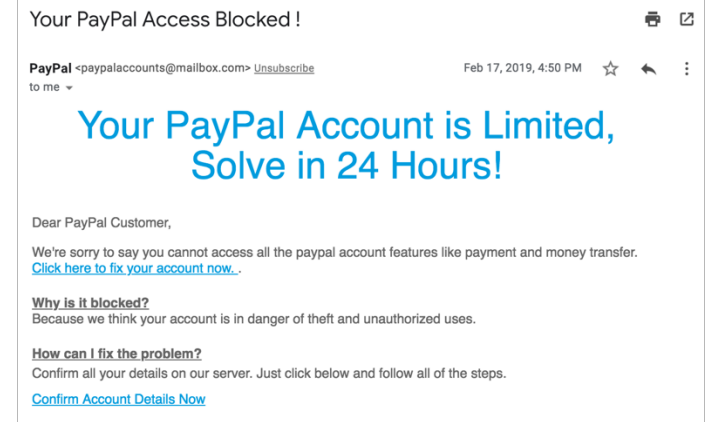 Your PayPal Access Blocked !
PayPal <paypalaccounts@mailbox.com> Unsubscribe Feb 17, 2019, 4:50 PM
to me
Your PayPal Account is Limited,
Solve in 24 Hours!
Dear PayPal Customer,
We're sorry to say you cannot access all the paypal account features like payment and money transfer.
Click here to fix your account now. .
Why is it blocked?
Because we think your account is in danger of theft and unauthorized uses.
How can I fix the problem?
Confirm all your details on our server. Just click below and follow all of the steps.
Confirm Account Details Now